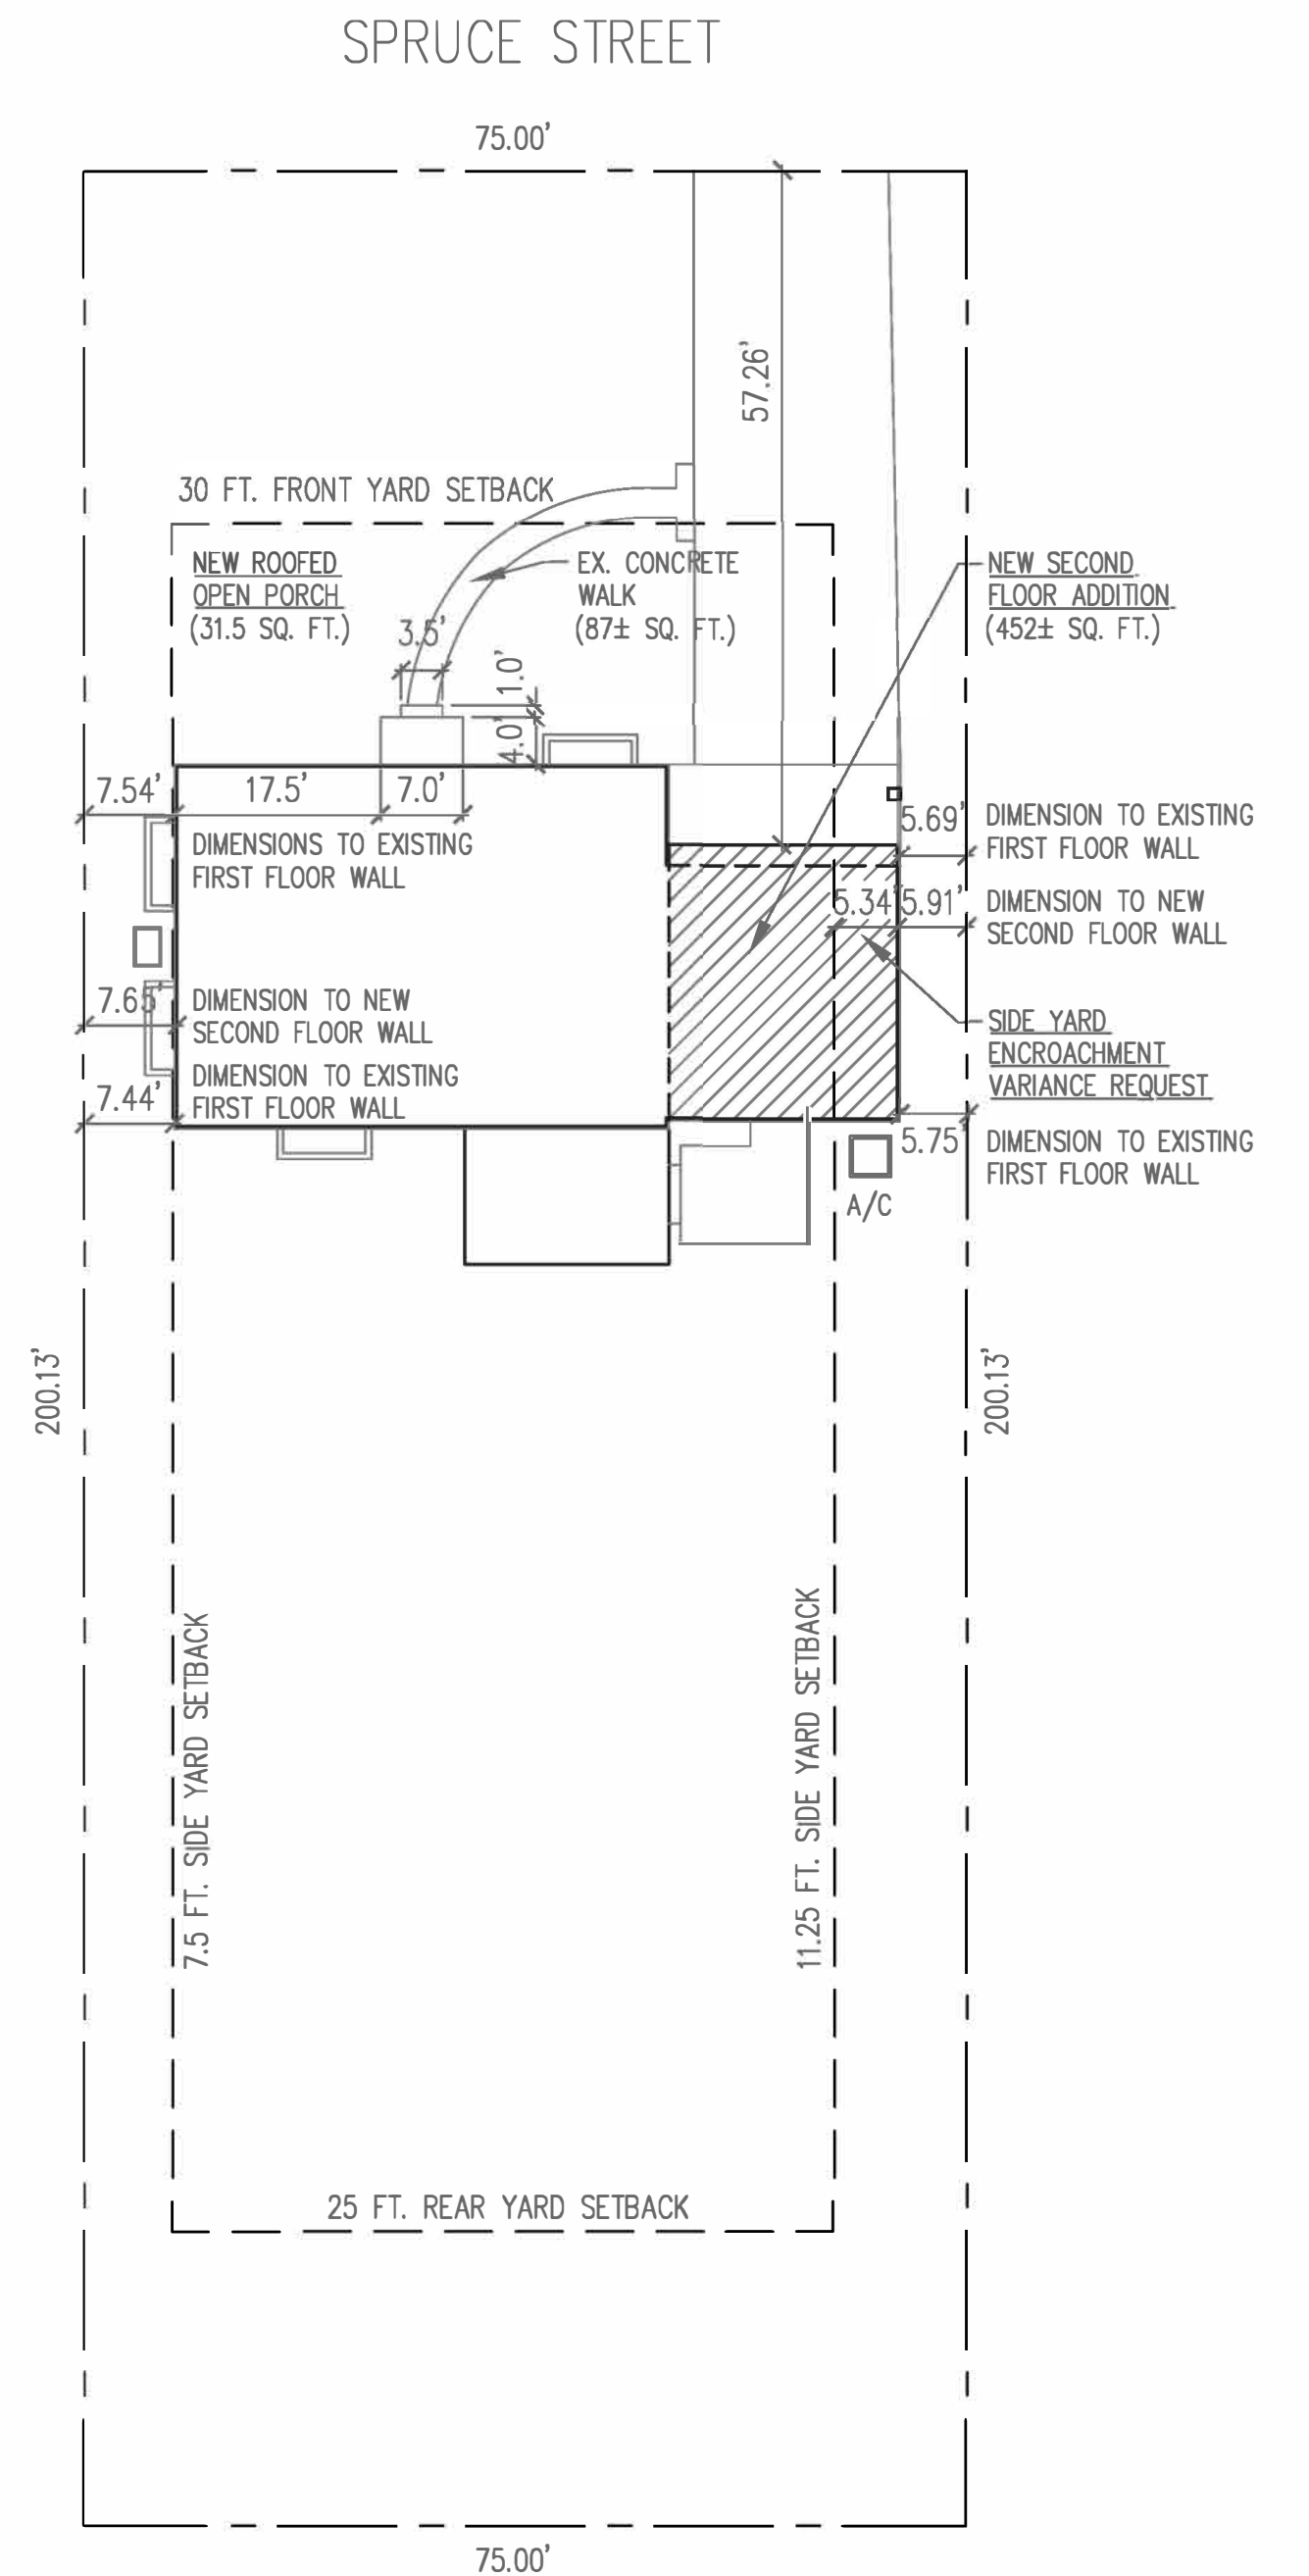 SPRUCE STREET
75.00'
57.26'
30 FT. FRONT YARD SETBACK
NEW ROOFED
OPEN PORCH
(31.5 SQ. FT.)
EX. CONCRETE
WALK
(87± SQ. FT.)
NEW SECOND
FLOOR ADDITION
(452± SQ. FT.)
3.5'
1.0'
4.0'
7.54'
17.5'
7.0'
DIMENSIONS TO EXISTING
FIRST FLOOR WALL
5.69'
DIMENSION TO EXISTING
FIRST FLOOR WALL
5.34'
5.91'
DIMENSION TO NEW
SECOND FLOOR WALL
7.65'
DIMENSION TO NEW
SECOND FLOOR WALL
SIDE YARD
ENCROACHMENT
VARIANCE REQUEST
7.44'
DIMENSION TO EXISTING
FIRST FLOOR WALL
5.75'
DIMENSION TO EXISTING
FIRST FLOOR WALL
A/C
200.13'
200.13'
7.5 FT. SIDE YARD SETBACK
11.25 FT. SIDE YARD SETBACK
25 FT. REAR YARD SETBACK
75.00'